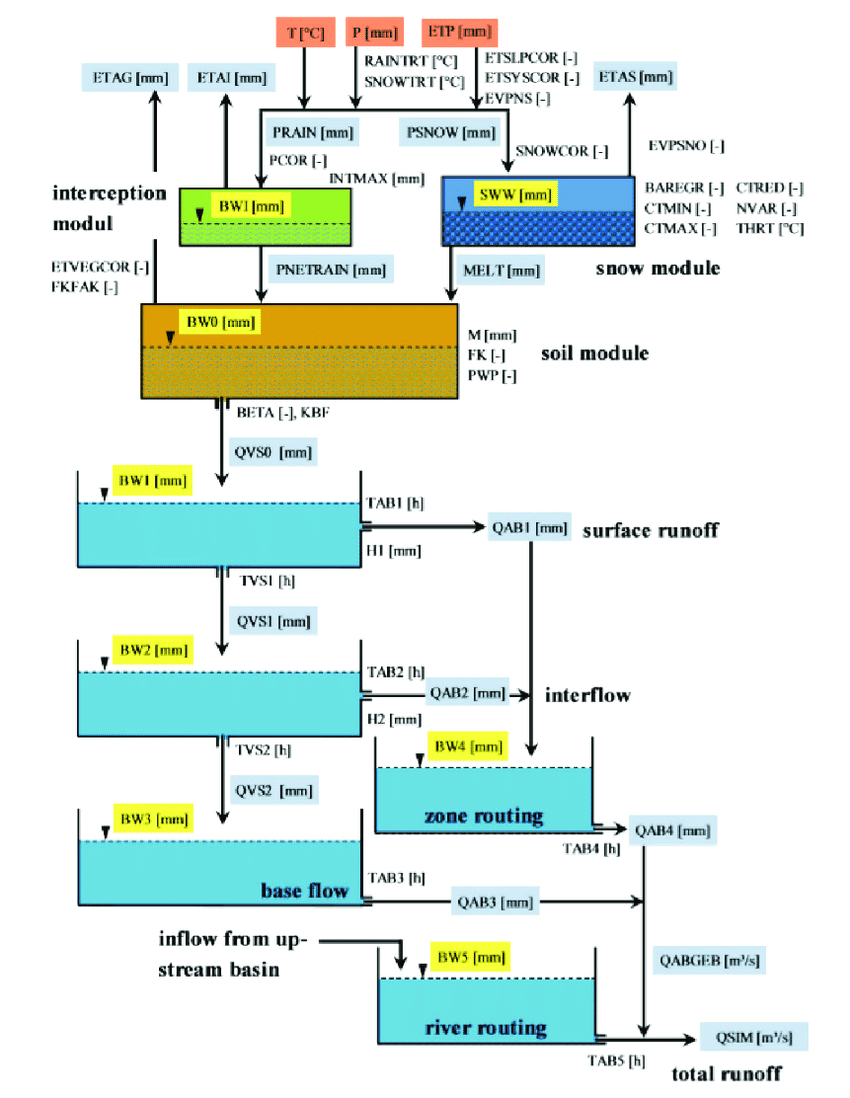 T [°C]
P [mm]
ETP [mm]
RAINTRT [°C]
SNOWTRT [°C]
ETSLPCOR [-]
ETSYSCOR [-]
EVPNS [-]
ETAG [mm]
ETAI [mm]
ETAS [mm]
PRAIN [mm]
PSNOW [mm]
PCOR [-]
SNOWCOR [-]
EVPSNO [-]
INTMAX [mm]
interception
modul
BWI [mm]
SWW [mm]
BAREGR [-]
CTRED [-]
CTMIN [-]
NVAR [-]
CTMAX [-]
THRT [°C]
ETVEGCOR [-]
FKFAK [-]
PNETRAIN [mm]
MELT [mm]
snow module
BW0 [mm]
M [mm]
FK [-]
PWP [-]
soil module
BETA [-], KBF
QVS0 [mm]
BW1 [mm]
TAB1 [h]
QAB1 [mm]
surface runoff
H1 [mm]
TVS1 [h]
QVS1 [mm]
BW2 [mm]
TAB2 [h]
QAB2 [mm]
interflow
H2 [mm]
TVS2 [h]
BW4 [mm]
QVS2 [mm]
BW3 [mm]
zone routing
QAB4 [mm]
TAB4 [h]
TAB3 [h]
base flow
QAB3 [mm]
inflow from up-
stream basin
BW5 [mm]
QABGEB [m³/s]
river routing
QSIM [m³/s]
TAB5 [h]
total runoff